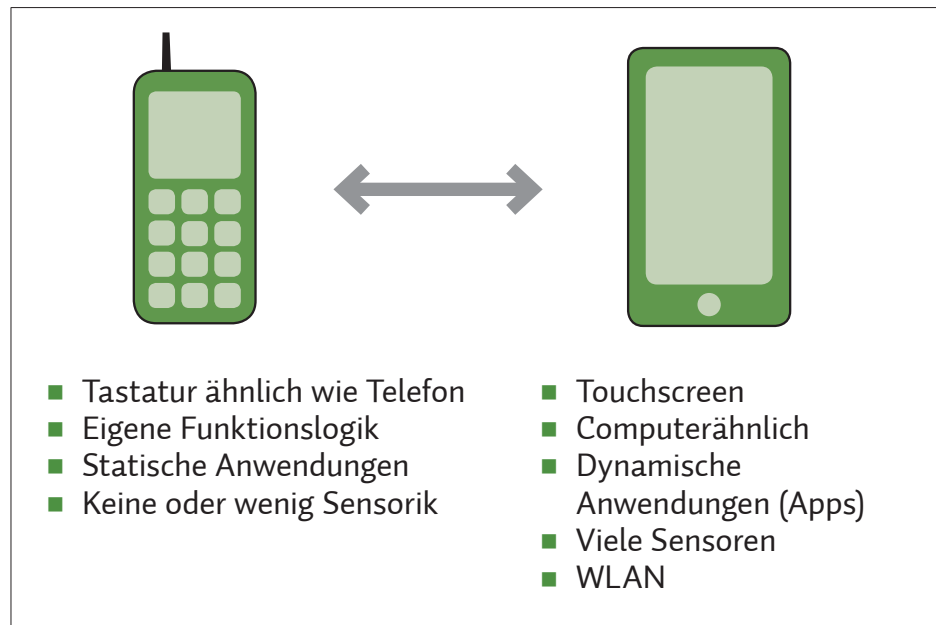 Tastatur ähnlich wie Telefon
Eigene Funktionslogik
Statische Anwendungen
Keine oder wenig Sensorik
Touchscreen
Computerähnlich
Dynamische
Anwendungen (Apps)
Viele Sensoren
WLAN